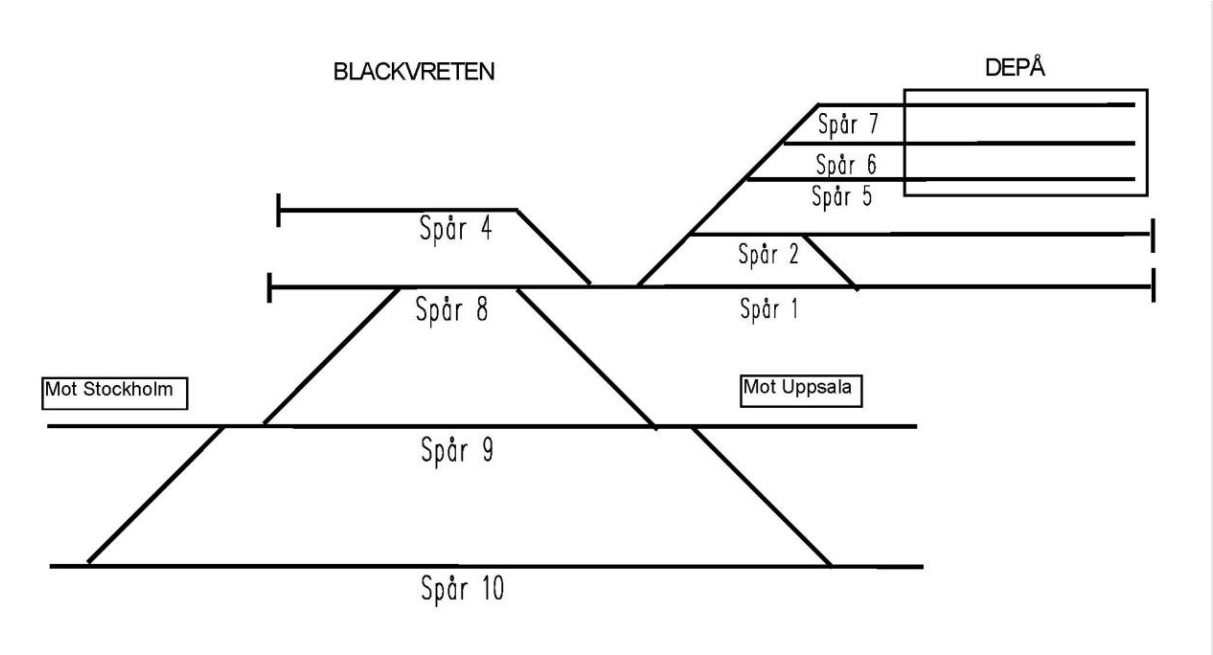 BLACKVRETEN
DEPÅ
Spår 7
Spår 6
Spår 5
Spår 4
Spår 2
Spår 8
Spår 1
Mot Stockholm
Mot Uppsala
Spår 9
Spår 10